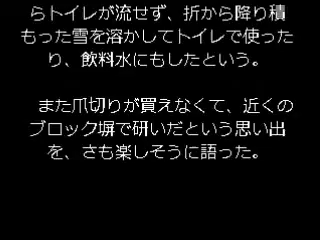 らトイレが流せず、折から降り積
もった雪を溶かしてトイレで使った
り、飲料水にもしたという。
また爪切りが買えなくて、近くの
ブロック塀で研いだという思い出
を、さも楽しそうに語った。